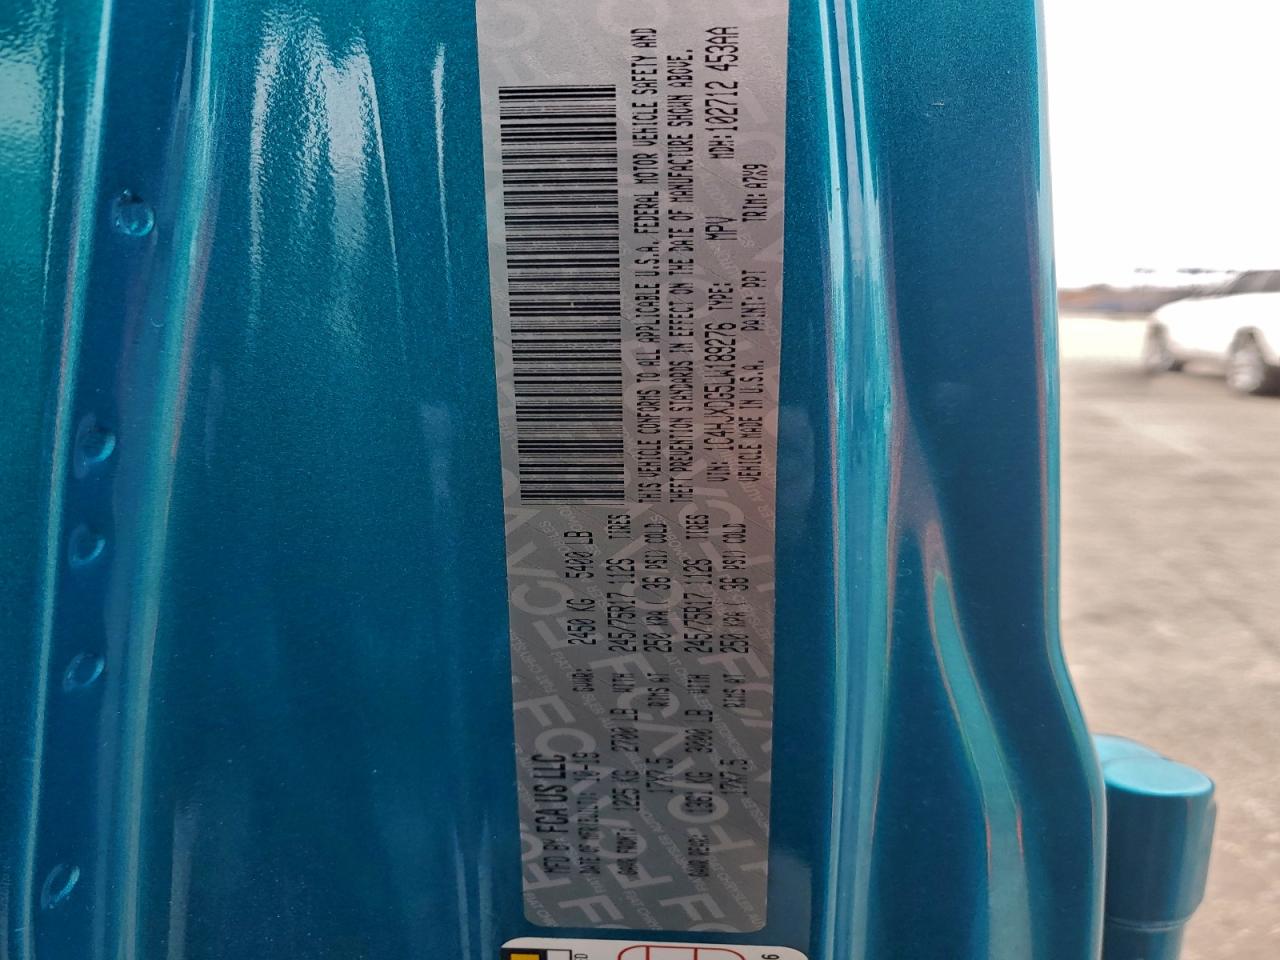 MFD BY FCA US LLC
DATE OF MFR 10-19 GVWR: 2450 KG 5400 LB
GAWR FRONT: 1225 KG 2700 LB WITH 245/75R17 112S TIRES
17X7.5 RIMS AT 250 KPA ( 36 PSI) COLD
GAWR REAR: 1361 KG 3000 LB WITH 245/75R17 112S TIRES
17X7.5 RIMS AT 250 KPA ( 36 PSI) COLD
THIS VEHICLE CONFORMS TO ALL APPLICABLE U.S.A. FEDERAL MOTOR VEHICLE SAFETY AND
THEFT PREVENTION STANDARDS IN EFFECT ON THE DATE OF MANUFACTURE SHOWN ABOVE.
VIN: 1C4HJXDG5LW189276 TYPE: MPV MDH:102712 453AA
VEHICLE MADE IN U.S.A. PAINT: PPT TRIM:A7X9